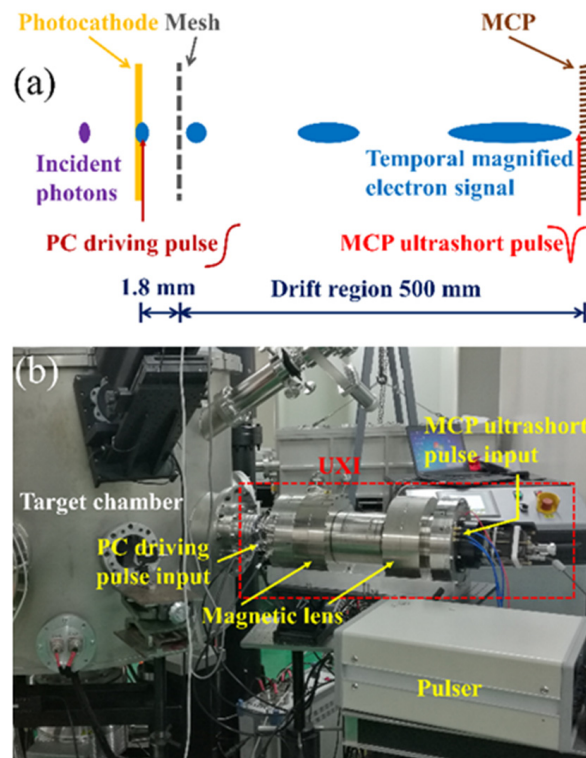 (a)
Photocathode Mesh
MCP
Incident
photons
Temporal magnified
electron signal
PC driving pulse
MCP ultrashort pulse
1.8 mm
Drift region 500 mm
(b)
MCP ultrashort
pulse input
UXI
Target chamber
PC driving
pulse input
Magnetic lens
Pulser